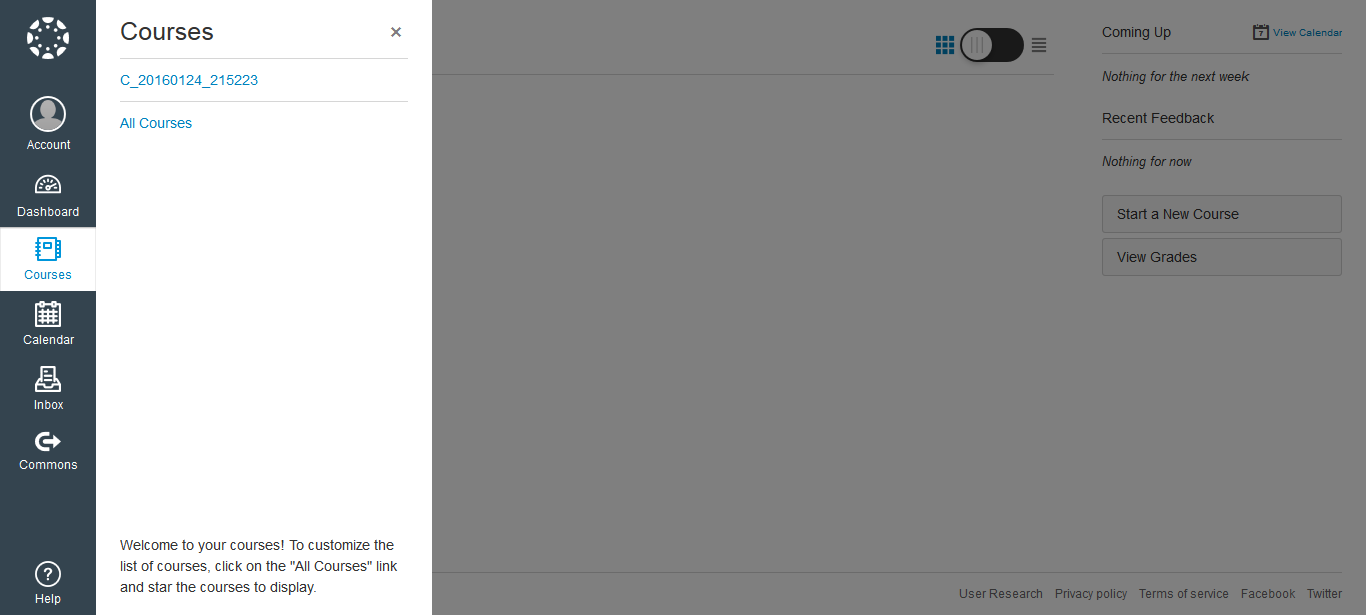 Account
Dashboard
Courses
Calendar
Inbox
Commons
?
Help
Courses ×
C_20160124_215223
All Courses
Welcome to your courses! To customize the
list of courses, click on the "All Courses" link
and star the courses to display.
Coming Up
7 View Calendar
Nothing for the next week
Recent Feedback
Nothing for now
Start a New Course
View Grades
User Research Privacy policy Terms of service Facebook Twitter